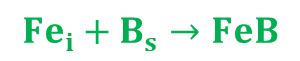 Feᵢ + Bₛ → FeB